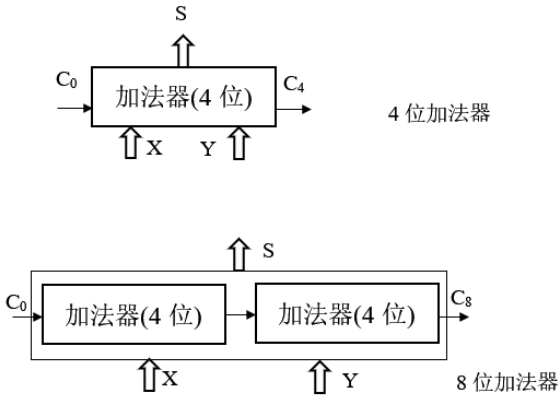 S
C₀
加法器(4 位)
C₄
4 位加法器
X
Y
S
C₀
加法器(4 位)
加法器(4 位)
C₈
X
Y
8 位加法器